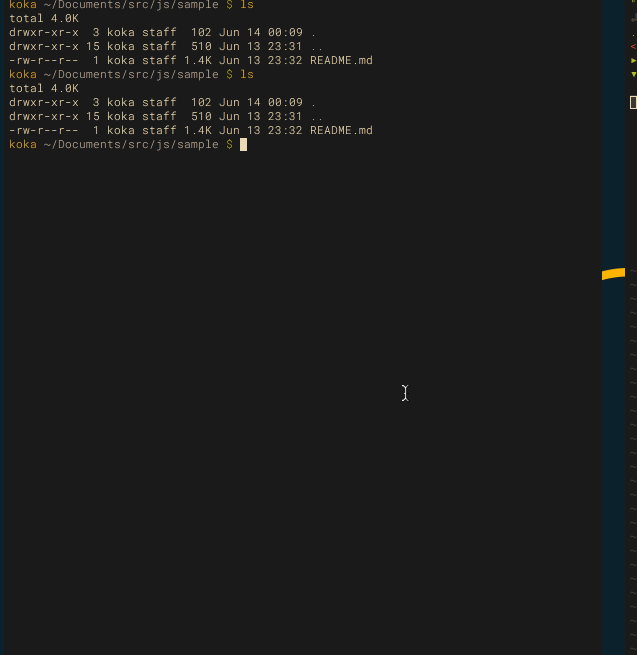 koka ~/Documents/src/js/sample $ ls
total 4.0K
drwxr-xr-x  3 koka staff  102 Jun 14 00:09 .
drwxr-xr-x 15 koka staff  510 Jun 13 23:31 ..
-rw-r--r--  1 koka staff 1.4K Jun 13 23:32 README.md
koka ~/Documents/src/js/sample $ ls
total 4.0K
drwxr-xr-x  3 koka staff  102 Jun 14 00:09 .
drwxr-xr-x 15 koka staff  510 Jun 13 23:31 ..
-rw-r--r--  1 koka staff 1.4K Jun 13 23:32 README.md
koka ~/Documents/src/js/sample $